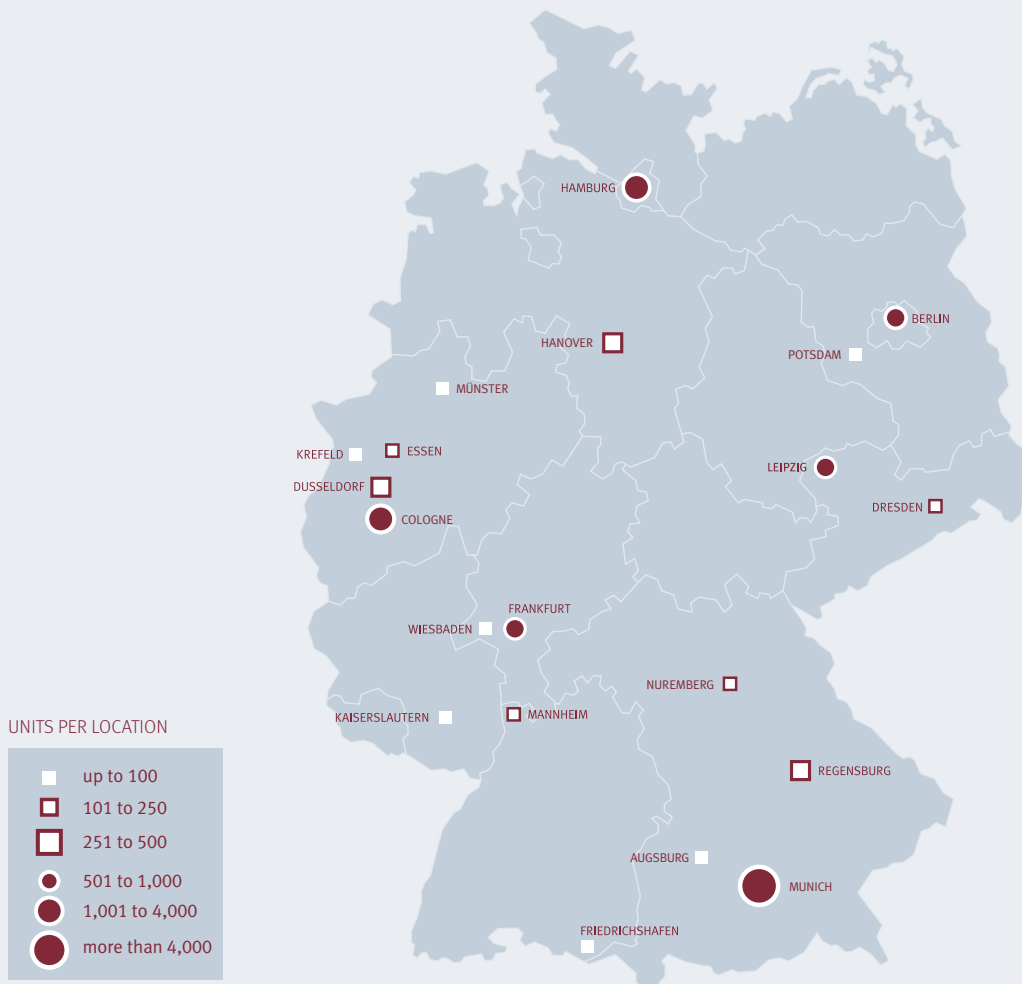 HAMBURG
BERLIN
HANOVER
POTSDAM
MÜNSTER
KREFELD
ESSEN
LEIPZIG
DUSSELDORF
DRESDEN
COLOGNE
FRANKFURT
WIESBADEN
NUREMBERG
KAISERSLAUTERN
MANNHEIM
REGENSBURG
AUGSBURG
MUNICH
FRIEDRICHSHAFEN
UNITS PER LOCATION
up to 100
101 to 250
251 to 500
501 to 1,000
1,001 to 4,000
more than 4,000